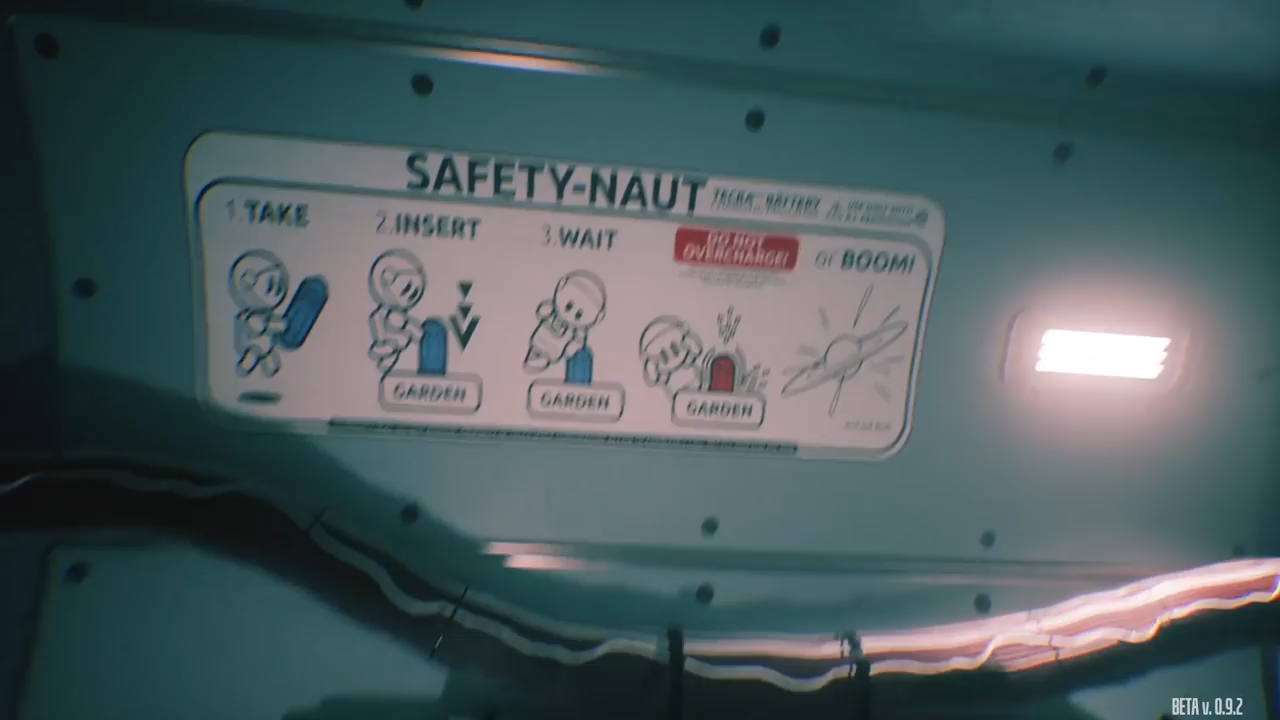 SAFETY-NAUT
BATTERY
1.TAKE
2.INSERT
3.WAIT
DO NOT
OVERCHARGE!
or BOOM!
GARDEN
GARDEN
GARDEN
BETA v. 0.9.2